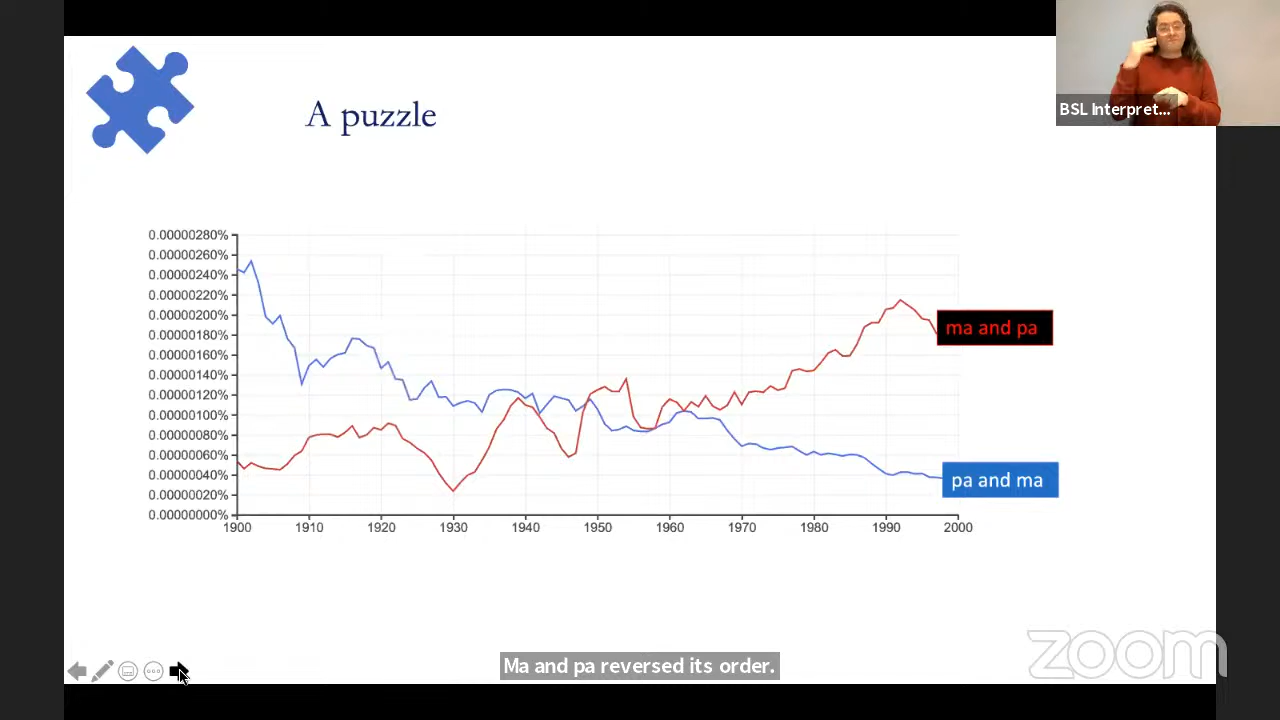 BSL Interpret...
A puzzle
0.00000280%
0.00000260%
0.00000240%
0.00000220%
0.00000200%
0.00000180%
0.00000160%
0.00000140%
0.00000120%
0.00000100%
0.00000080%
0.00000060%
0.00000040%
0.00000020%
0.00000000%
1900 1910 1920 1930 1940 1950 1960 1970 1980 1990 2000
ma and pa
pa and ma
Ma and pa reversed its order.
zoom